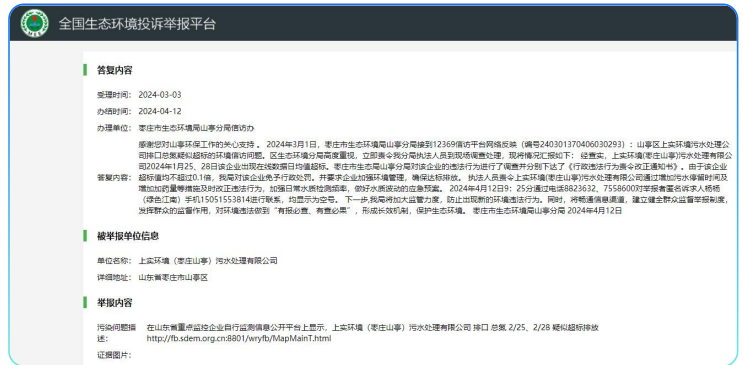 全国生态环境投诉举报平台
答复内容
受理时间： 2024-03-03
办结时间： 2024-04-12
办理单位： 枣庄市生态环境局山亭分局信访办
感谢您对山亭环保工作的关心支持 。 2024年3月1日，枣庄市生态环境局山亭分局接到12369信访平台网络反映（编号240301370406030293）：山亭区上实环境污水处理公
司排口总氮疑似超标的环境信访问题。区生态环境分局高度重视，立即责令我分局执法人员到现场调查处理，现将情况汇报如下： 经查实，上实环境(枣庄山亭)污水处理有限公
司2024年1月25、28日该企业出现在线数据日均值超标。枣庄市生态局山亭分局对该企业的违法行为进行了调查并分别下达了《行政违法行为责令改正通知书》。由于该企业
答复内容： 超标值均不超过0.1倍，我局对该企业免予行政处罚。并要求企业加强环境管理，确保达标排放。 执法人员责令上实环境(枣庄山亭)污水处理有限公司通过增加污水停留时间及
增加加药量等措施及时改正违法行为，加强日常水质检测频率、做好水质波动的应急预案。 2024年4月12日9：25分通过电话8823632、7558600对举报者匿名诉求人杨杨
（绿色江南）手机15051553814进行联系，均显示为空号。 下一步,我局将加大监管力度，防止出现新的环境违法行为。同时，将畅通信息渠道，建立健全群众监督举报制度，
发挥群众的监督作用，对环境违法做到“有报必查、有查必果”，形成长效机制，保护生态环境。 枣庄市生态环境局山亭分局 2024年4月12日
被举报单位信息
单位名称： 上实环境（枣庄山亭）污水处理有限公司
详细地址： 山东省枣庄市山亭区
举报内容
污染问题描 在山东省重点监控企业自行监测信息公开平台上显示，上实环境（枣庄山亭）污水处理有限公司 排口 总氮 2/25、2/28 疑似超标排放
述： http://fb.sdem.org.cn:8801/wryfb/MapMainT.html
证据图片：